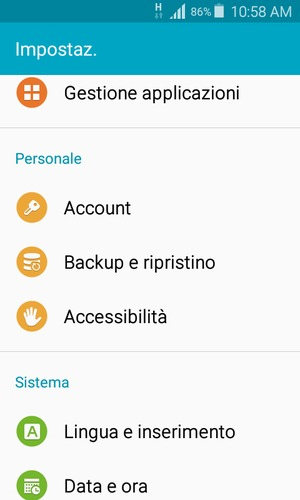 H 86% 10:58 AM
Impostaz.
Gestione applicazioni
Personale
Account
Backup e ripristino
Accessibilità
Sistema
A Lingua e inserimento
Data e ora